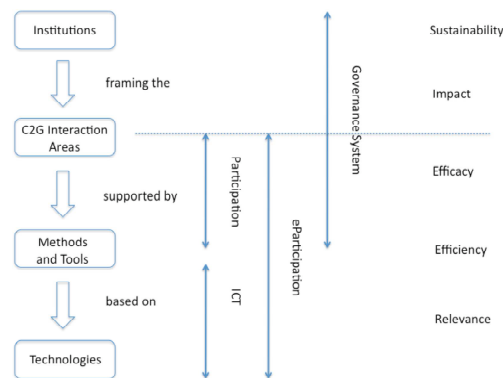 Institutions
framing the
C2G Interaction
Areas
supported by
Methods
and Tools
based on
Technologies
Participation
ICT
eParticipation
Governance System
Sustainability
Impact
Efficacy
Efficiency
Relevance